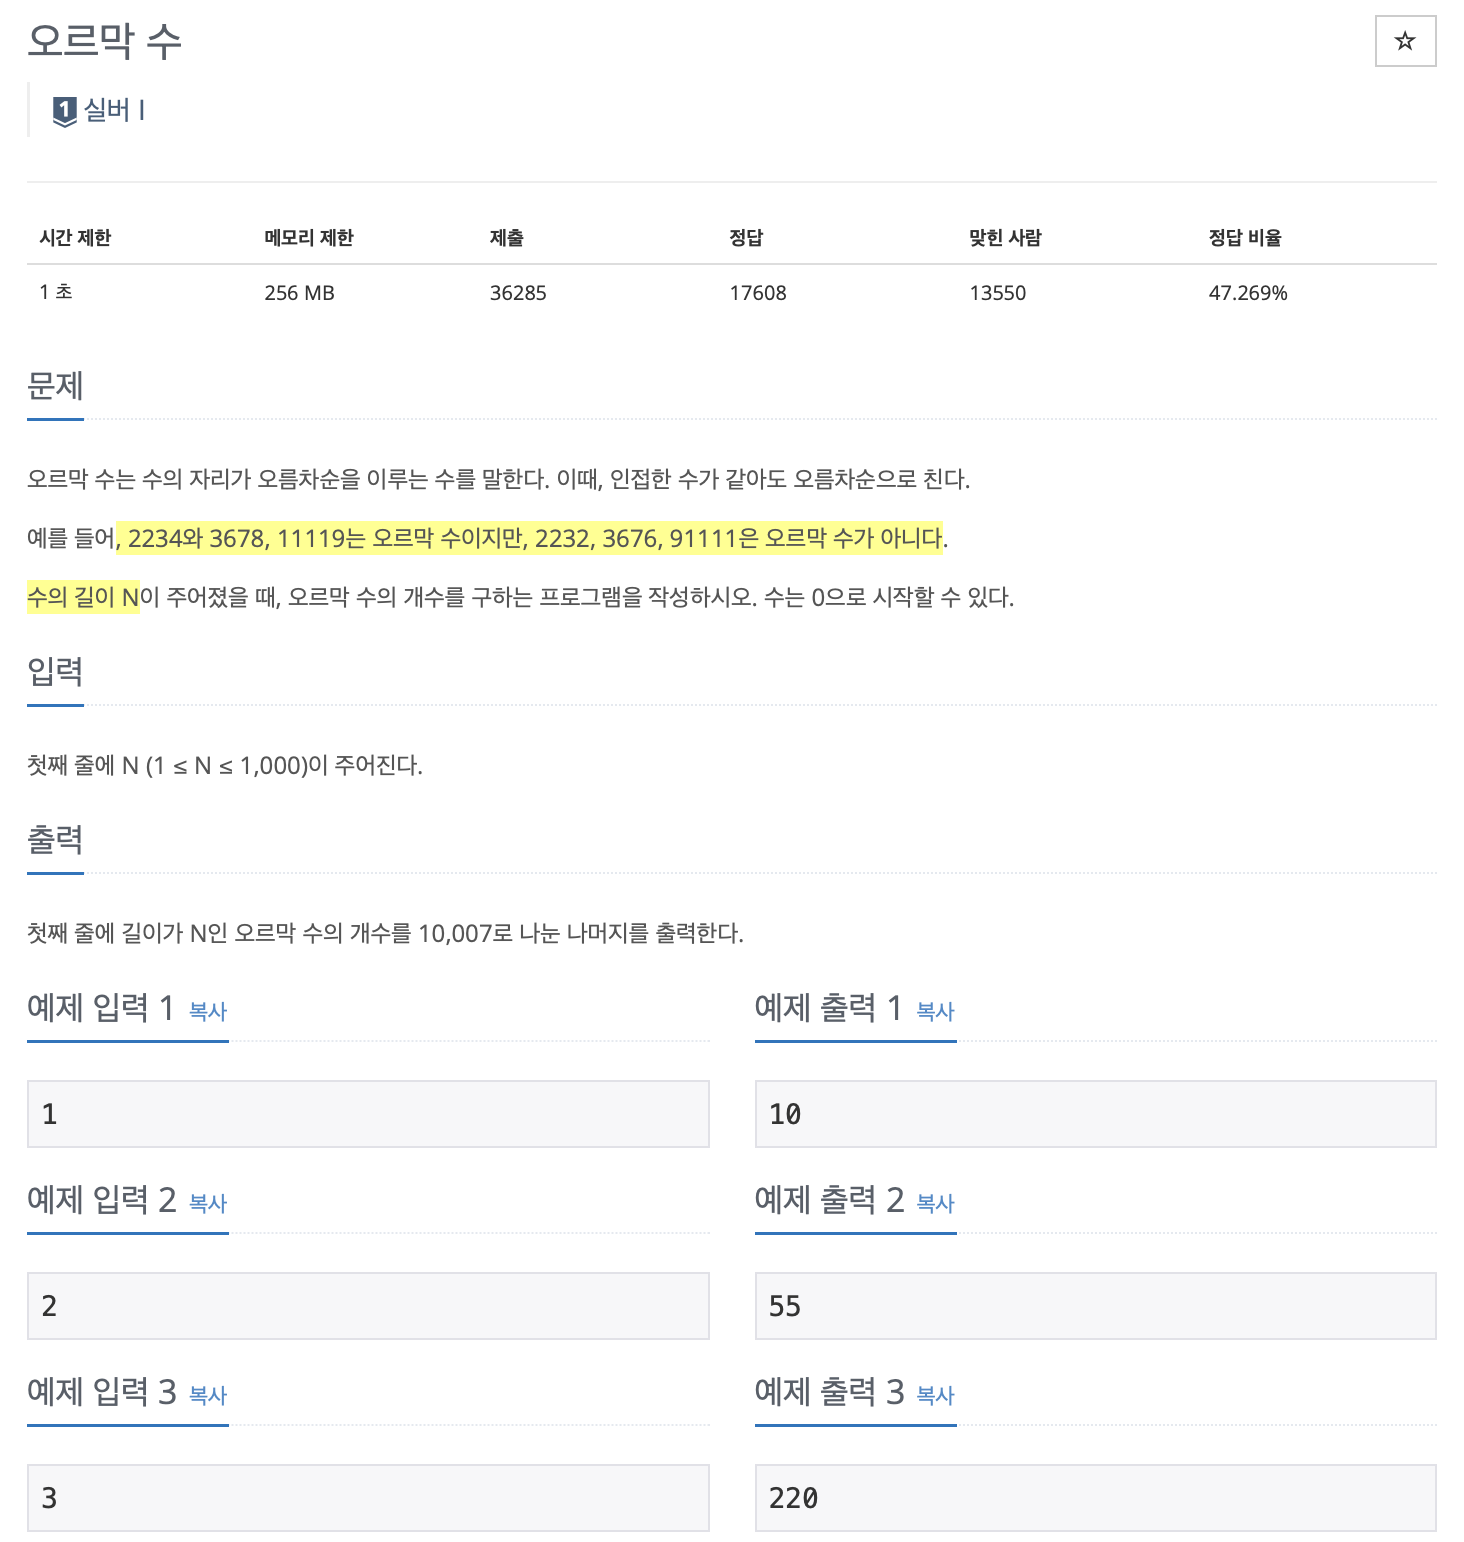 오르막 수
1 실버 I
시간 제한 메모리 제한 제출 정답 맞힌 사람 정답 비율
1 초 256 MB 36285 17608 13550 47.269%
문제
오르막 수는 수의 자리가 오름차순을 이루는 수를 말한다. 이때, 인접한 수가 같아도 오름차순으로 친다.
예를 들어, 2234와 3678, 11119는 오르막 수이지만, 2232, 3676, 91111은 오르막 수가 아니다.
수의 길이 N이 주어졌을 때, 오르막 수의 개수를 구하는 프로그램을 작성하시오. 수는 0으로 시작할 수 있다.
입력
첫째 줄에 N (1 ≤ N ≤ 1,000)이 주어진다.
출력
첫째 줄에 길이가 N인 오르막 수의 개수를 10,007로 나눈 나머지를 출력한다.
예제 입력 1 복사
1
예제 출력 1 복사
10
예제 입력 2 복사
2
예제 출력 2 복사
55
예제 입력 3 복사
3
예제 출력 3 복사
220